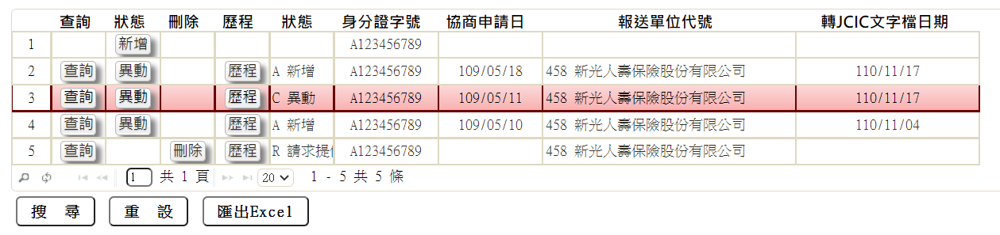 查詢 狀態 刪除 歷程 狀態 身分證字號 協商申請日 報送單位代號 轉JCIC文字檔日期
1 新增 A123456789
2 查詢 異動 歷程 A 新增 A123456789 109/05/18 458 新光人壽保險股份有限公司 110/11/17
3 查詢 異動 歷程 C 異動 A123456789 109/05/11 458 新光人壽保險股份有限公司 110/11/17
4 查詢 異動 歷程 A 新增 A123456789 109/05/10 458 新光人壽保險股份有限公司 110/11/04
5 查詢 刪除 歷程 R 請求提 A123456789 458 新光人壽保險股份有限公司
1 共 1 頁 20 1 - 5 共 5 條
搜 尋 重 設 匯出Excel